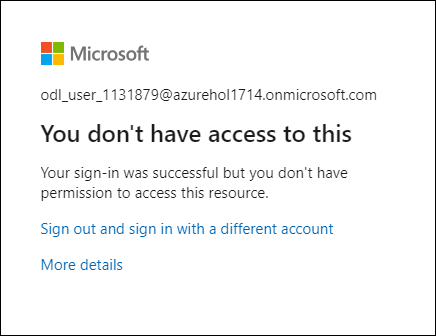 Microsoft
odl_user_1131879@azurehol1714.onmicrosoft.com
You don't have access to this
Your sign-in was successful but you don't have
permission to access this resource.
Sign out and sign in with a different account
More details